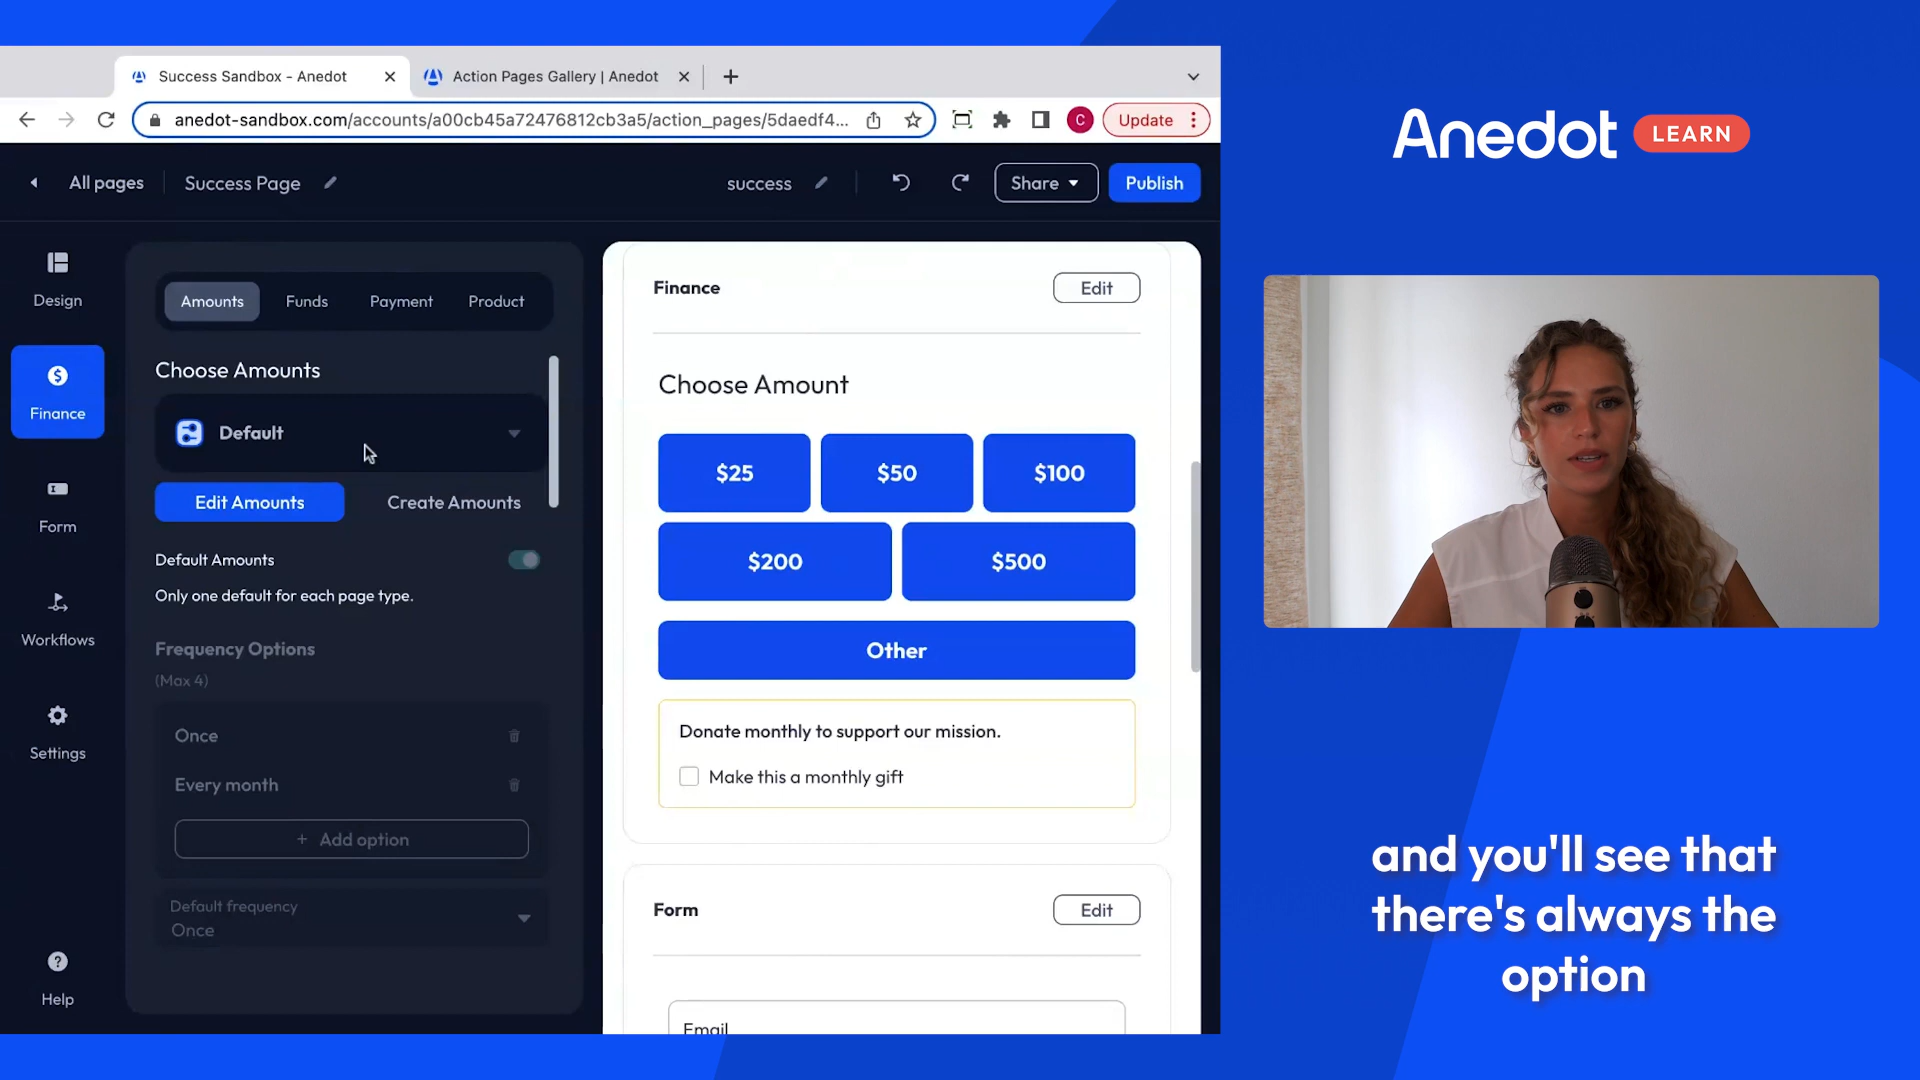 Success Sandbox - Anedot
Action Pages Gallery | Anedot
anedot-sandbox.com/accounts/a00cb45a72476812cb3a5/action_pages/5daedf4...
C
Update
All pages
Success Page
success
Share
Publish
Design
Finance
Form
Workflows
Settings
Help
Amounts
Funds
Payment
Product
Choose Amounts
Default
Edit Amounts
Create Amounts
Default Amounts
Only one default for each page type.
Frequency Options
(Max 4)
Once
Every month
+ Add option
Default frequency
Once
Finance
Edit
Choose Amount
$25
$50
$100
$200
$500
Other
Donate monthly to support our mission.
Make this a monthly gift
Form
Edit
Email
Anedot LEARN
and you'll see that
there's always the
option